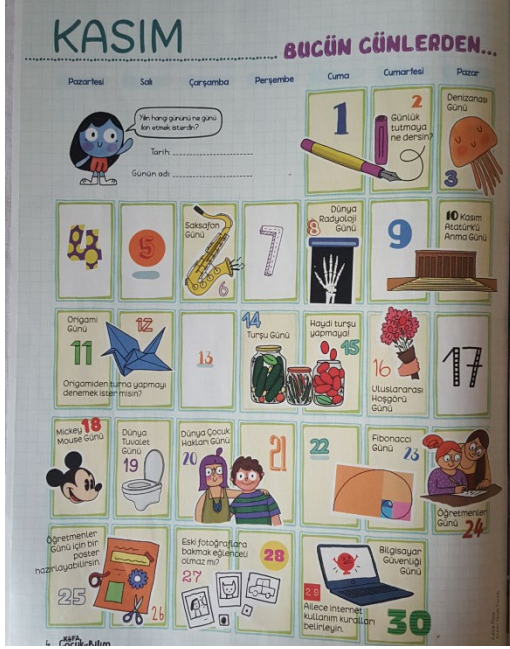 KASIM
BUGÜN GÜNLERDEN...
Pazartesi Salı Çarşamba Perşembe Cuma Cumartesi Pazar
Yılın hangi gününü ne günü
ilan etmek isterdin?
Tarih:
Günün adı:
1
2
Günlük
tutmaya
ne dersin?
Denizanası
Günü
3
4
5
Saksafon
Günü
6
7
Dünya
Radyoloji
Günü
8
9
10 Kasım
Atatürk'ü
Anma Günü
Origami
Günü
11
12
Origamiden turna yapmayı
denemek ister misin?
13
14
Turşu Günü
Haydi turşu
yapmaya!
15
16
Uluslararası
Hoşgörü
Günü
17
Mickey 18
Mouse Günü
Dünya
Tuvalet
Günü
19
Dünya Çocuk
Hakları Günü
20
21
22
Fibonacci
Günü 23
Öğretmenler
Günü 24
Öğretmenler
Günü için bir
poster
hazırlayabilirsin.
25
26
Eski fotoğraflara
bakmak eğlenceli
olmaz mı?
27
28
29
Ailece internet
kullanım kuralları
belirleyin.
Bilgisayar
Güvenliği
Günü
30
4 KAFA
Çocuk-Bilim